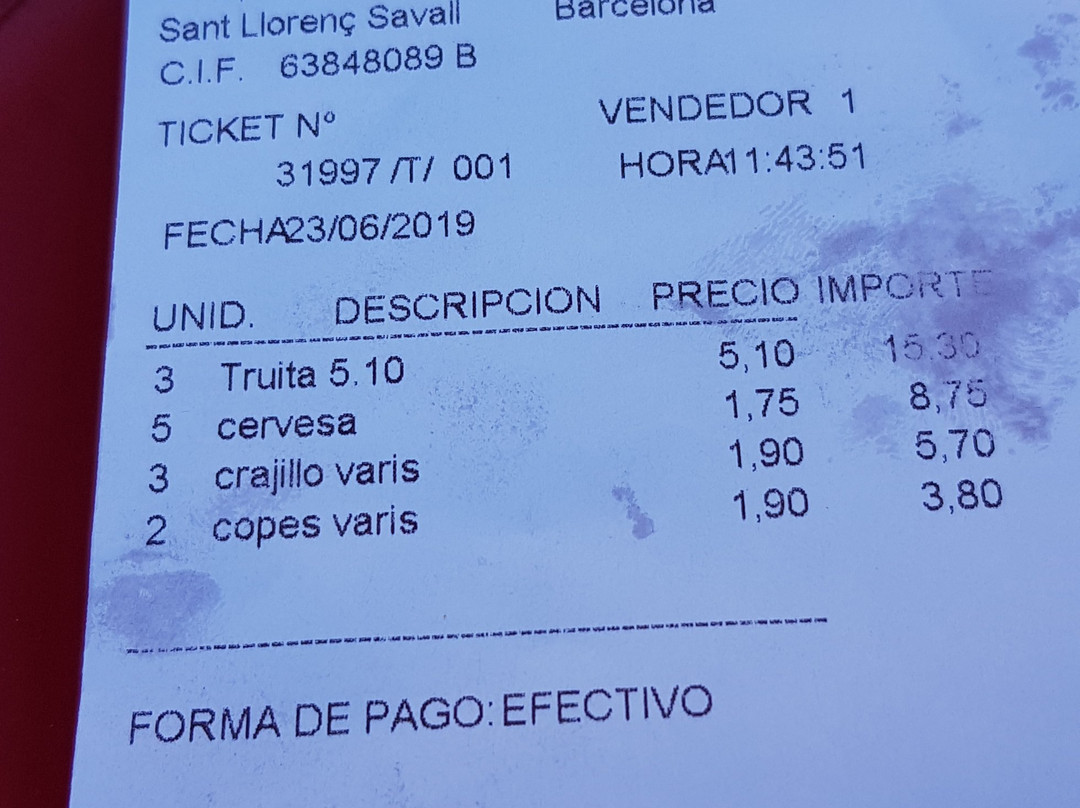 Sant Llorenç Savall Barcelona
C.I.F. 63848089 B
TICKET Nº VENDEDOR 1
31997 /T/ 001 HORA11:43:51
FECHA23/06/2019
UNID. DESCRIPCION PRECIO IMPORTE
3 Truita 5.10 5,10 15,30
5 cervesa 1,75 8,75
3 crajillo varis 1,90 5,70
2 copes varis 1,90 3,80
FORMA DE PAGO:EFECTIVO